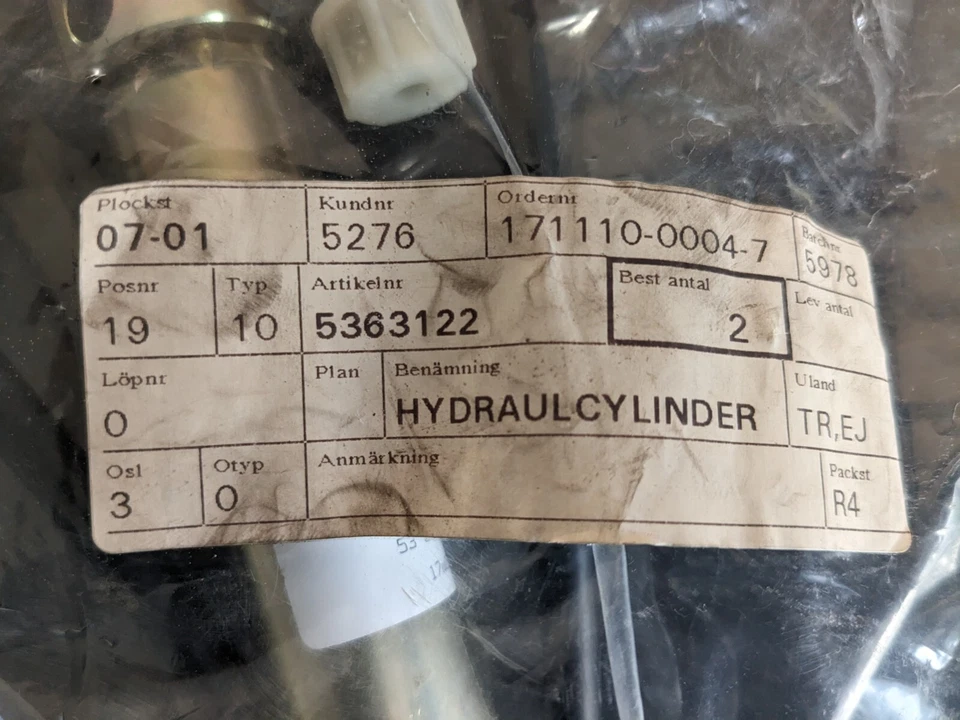 Plockst Kundnr Ordernr Batchnr
07-01 5276 171110-0004-7 5978
Posnr Typ Artikelnr Best antal Lev antal
19 10 5363122 2
Löpnr Plan Benämning Uland
0 HYDRAULCYLINDER TR,EJ
Osl Otyp Anmärkning Packst
3 0 R4
53